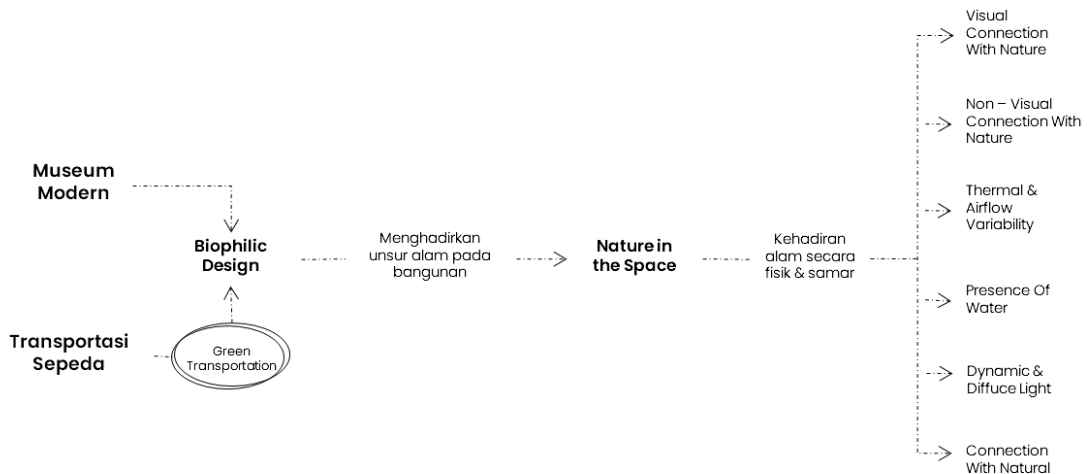 Museum
Modern
Transportasi
Sepeda
Green
Transportation
Biophilic
Design
Menghadirkan
unsur alam pada
bangunan
Nature in
the Space
Kehadiran
alam secara
fisik & samar
Visual
Connection
With Nature
Non – Visual
Connection With
Nature
Thermal &
Airflow
Variability
Presence Of
Water
Dynamic &
Diffuce Light
Connection
With Natural